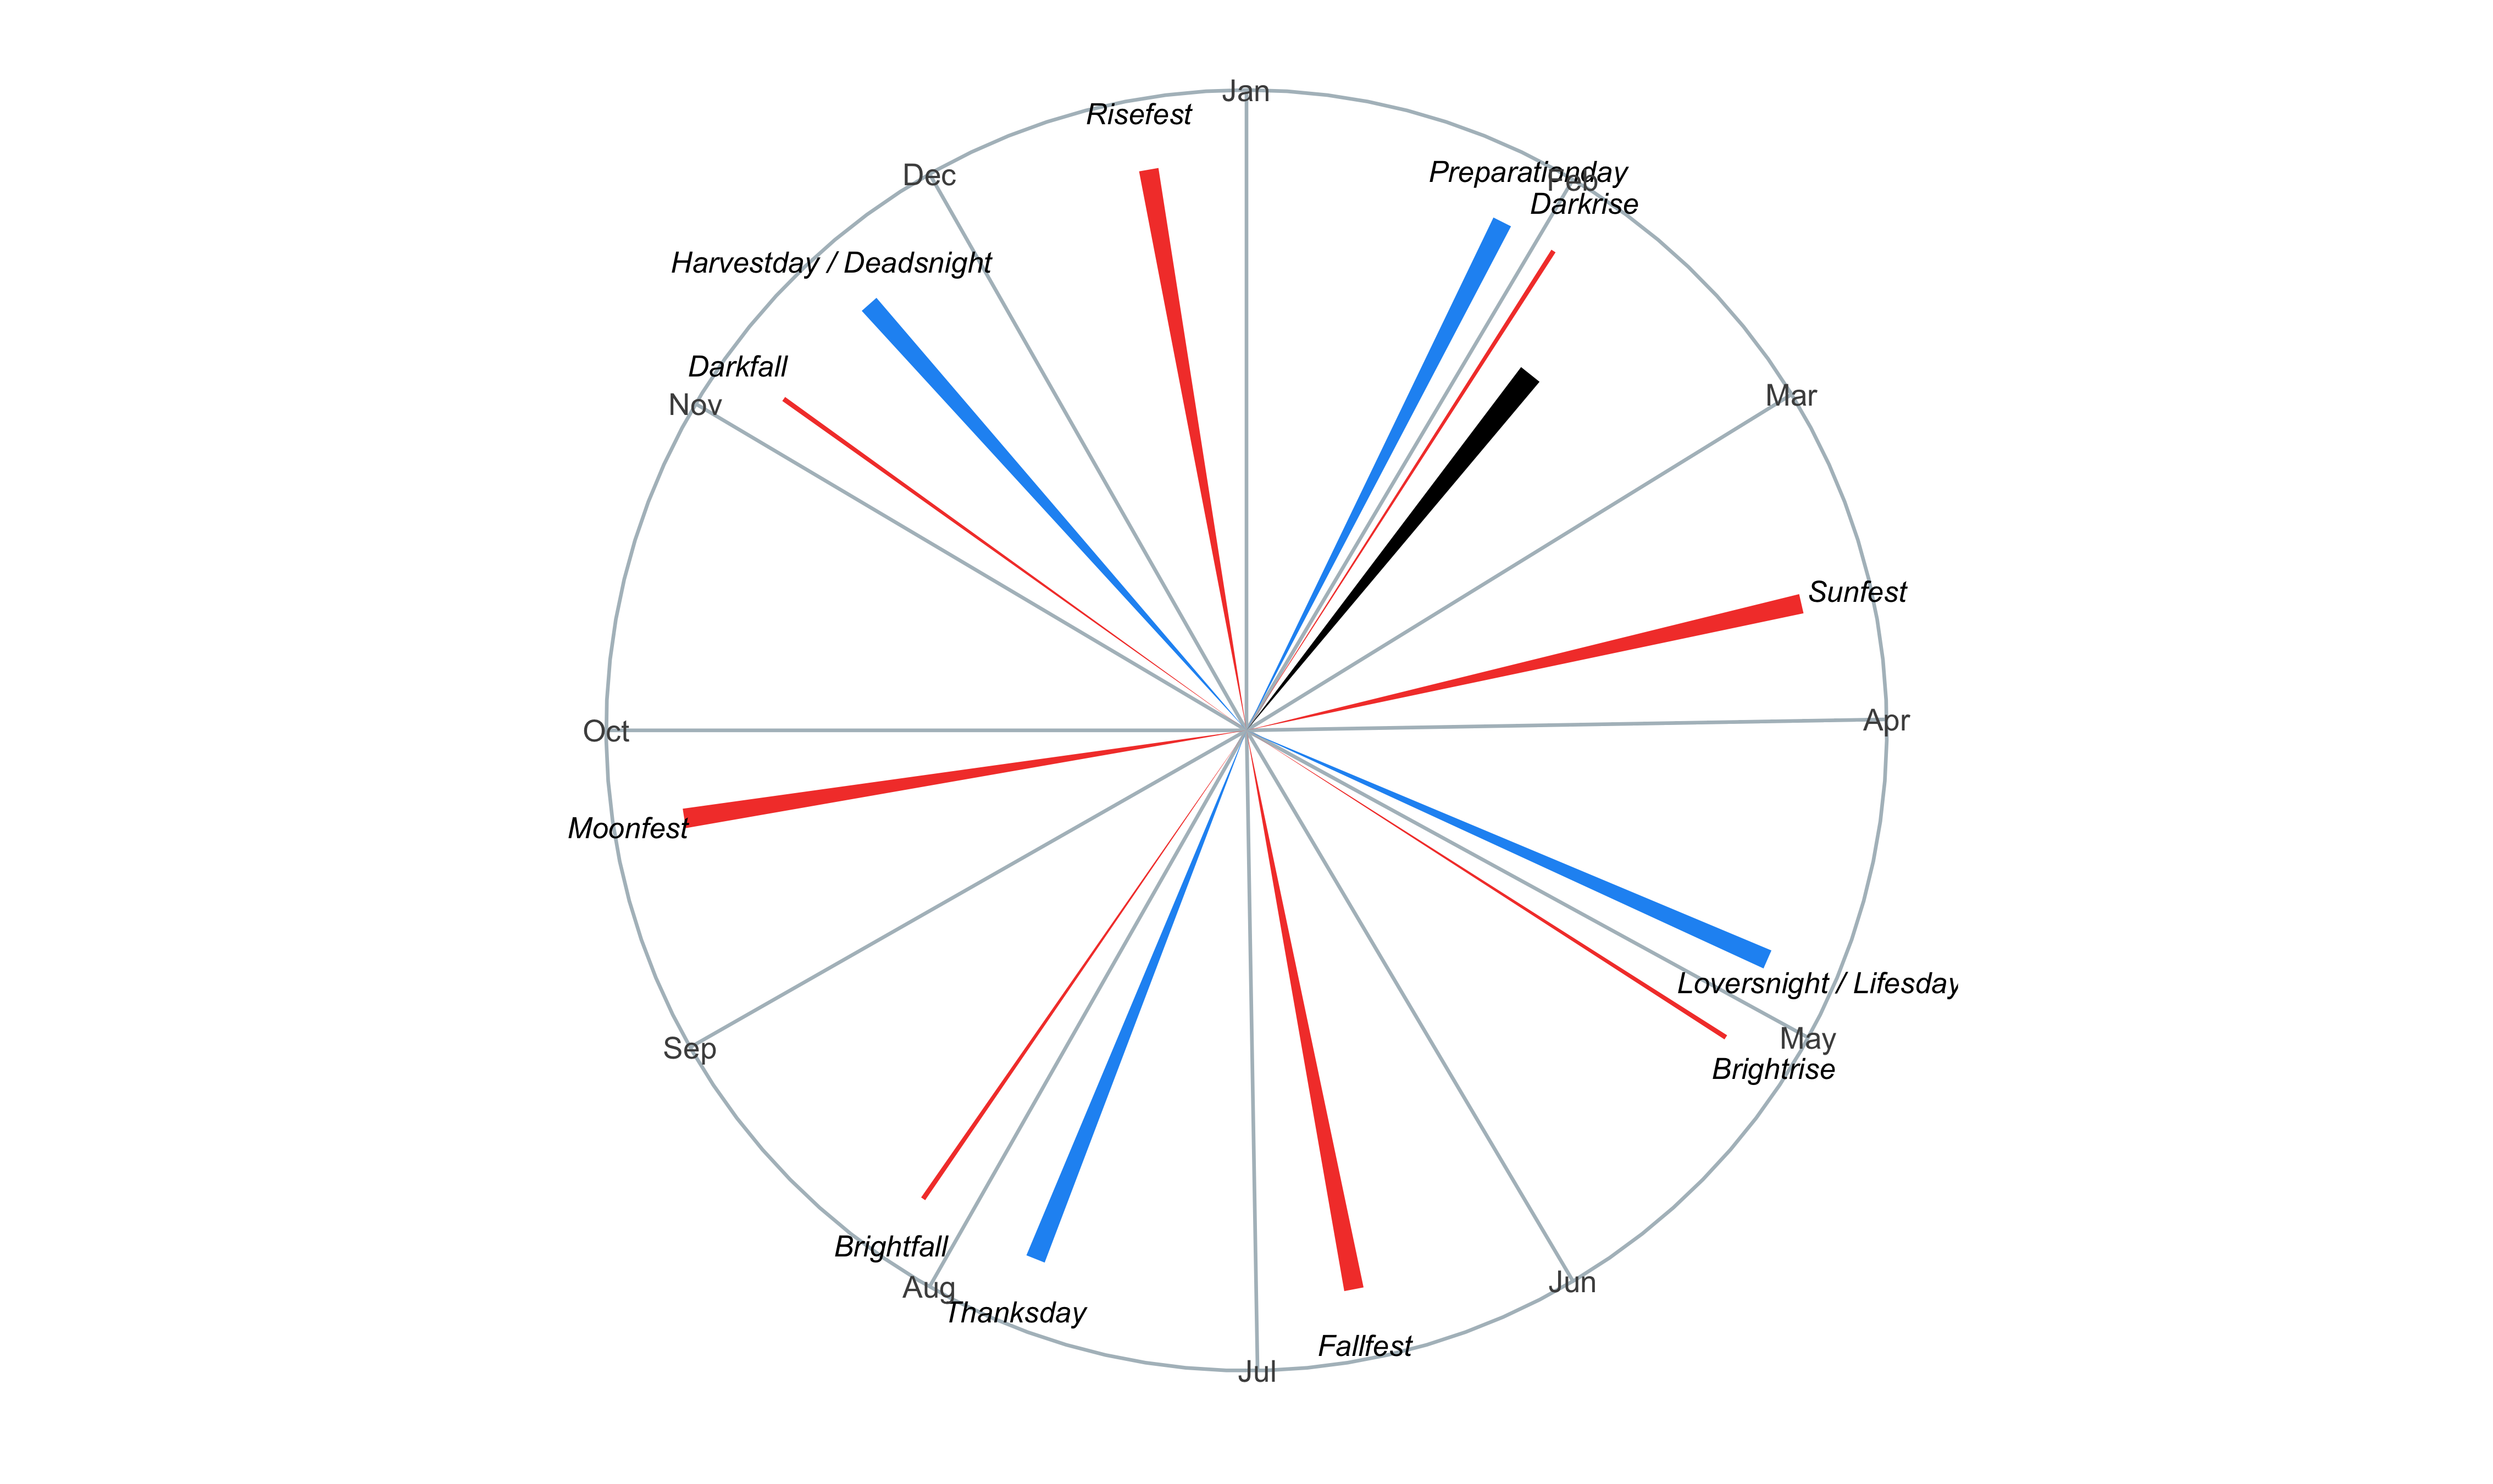 Jan
Risefest
Preparationday
Feb
Dec
Darkrise
Harvestday / Deadsnight
Darkfall
Mar
Nov
Sunfest
Apr
Oct
Moonfest
Loversnight / Lifesday
May
Sep
Brightrise
Brightfall
Jun
Aug
Thanksday
Fallfest
Jul